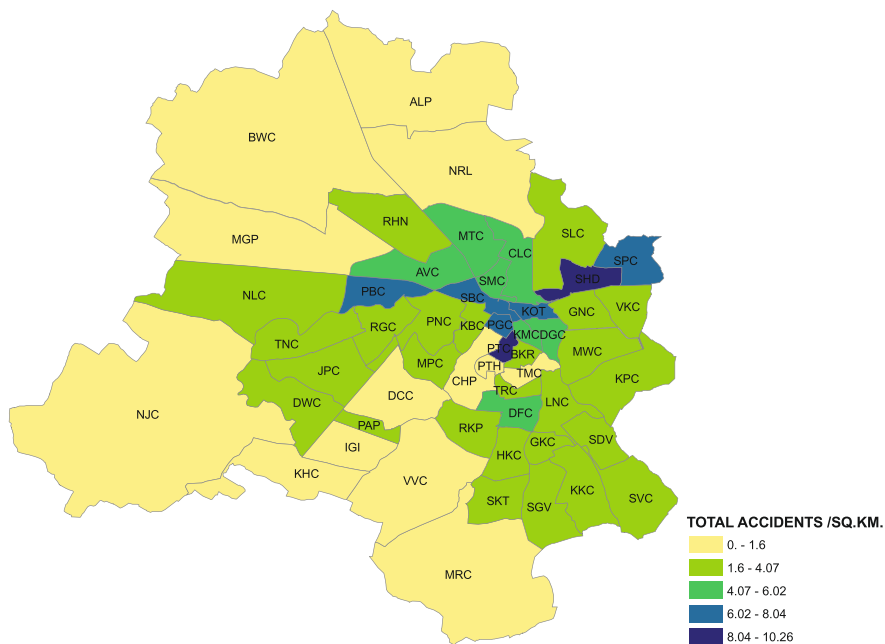 ALP
BWC
NRL
RHN
SLC
MTC
MGP
CLC
SPC
AVC
SHD
SMC
PBC
NLC
SBC
VKC
KOT
GNC
PNC
PGC
RGC
KBC
KMC
DGC
TNC
PTC
MWC
BKR
MPC
PTH
JPC
TMC
KPC
CHP
TRC
DCC
LNC
DWC
NJC
DFC
PAP
RKP
SDV
GKC
IGI
HKC
KHC
VVC
KKC
SVC
SKT
SGV
MRC
TOTAL ACCIDENTS /SQ.KM.
0. - 1.6
1.6 - 4.07
4.07 - 6.02
6.02 - 8.04
8.04 - 10.26